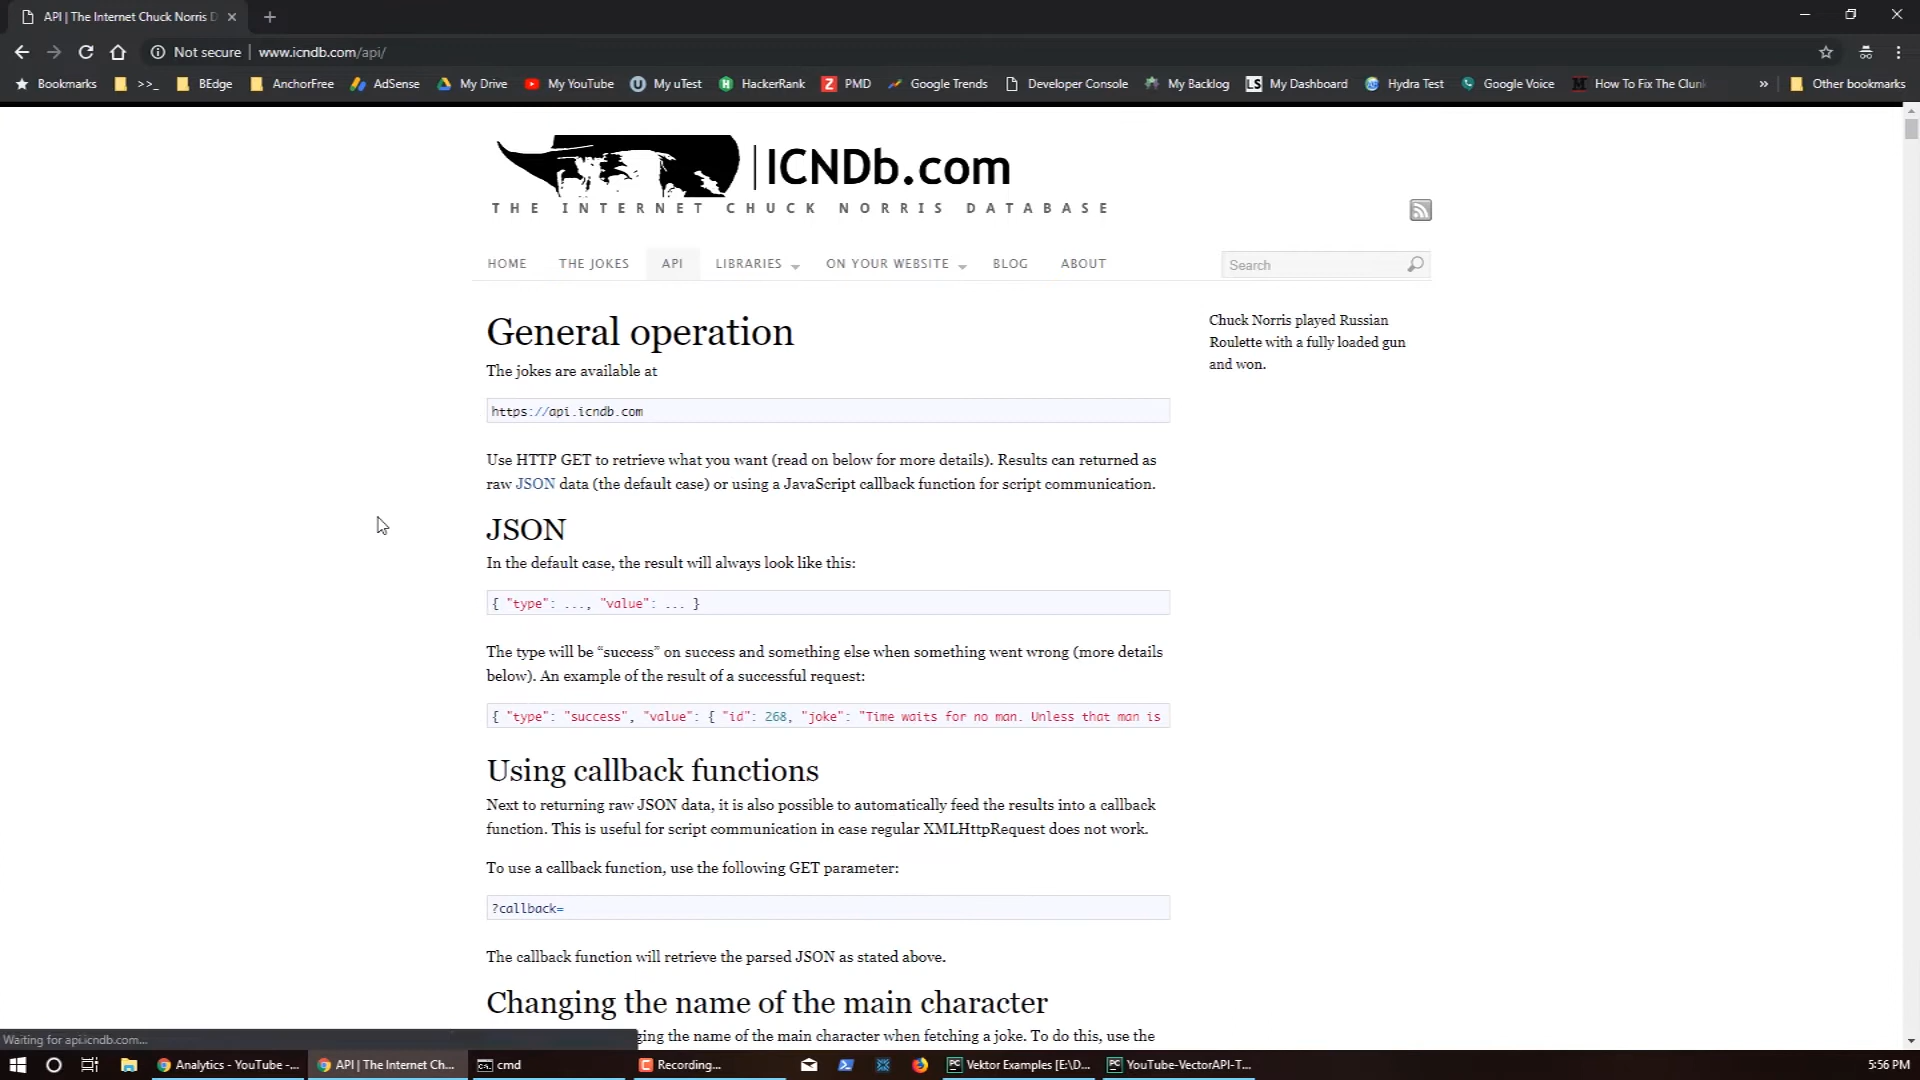 API | The Internet Chuck Norris D
Not secure | www.icndb.com/api/
Bookmarks >>_ BEdge AnchorFree AdSense My Drive My YouTube My uTest HackerRank PMD Google Trends Developer Console My Backlog My Dashboard Hydra Test Google Voice How To Fix The Clun » Other bookmarks
ICNDb.com
THE INTERNET CHUCK NORRIS DATABASE
HOME THE JOKES API LIBRARIES ON YOUR WEBSITE BLOG ABOUT Search
General operation
The jokes are available at
https://api.icndb.com
Use HTTP GET to retrieve what you want (read on below for more details). Results can returned as
raw JSON data (the default case) or using a JavaScript callback function for script communication.
JSON
In the default case, the result will always look like this:
{ "type": ..., "value": ... }
The type will be “success” on success and something else when something went wrong (more details
below). An example of the result of a successful request:
{ "type": "success", "value": { "id": 268, "joke": "Time waits for no man. Unless that man is
Using callback functions
Next to returning raw JSON data, it is also possible to automatically feed the results into a callback
function. This is useful for script communication in case regular XMLHttpRequest does not work.
To use a callback function, use the following GET parameter:
?callback=
The callback function will retrieve the parsed JSON as stated above.
Changing the name of the main character
ging the name of the main character when fetching a joke. To do this, use the
Chuck Norris played Russian
Roulette with a fully loaded gun
and won.
Waiting for api.icndb.com...
Analytics - YouTube -... API | The Internet Ch... cmd Recording... Vektor Examples [E:\D... YouTube-VectorAPI-T... 5:56 PM